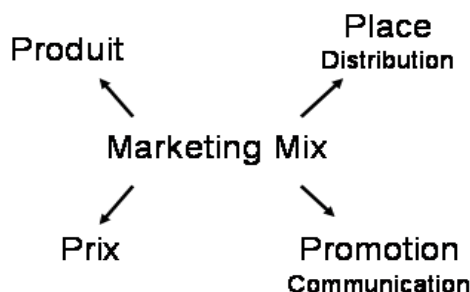 Produit
Place
Distribution
Marketing Mix
Prix
Promotion
Communication